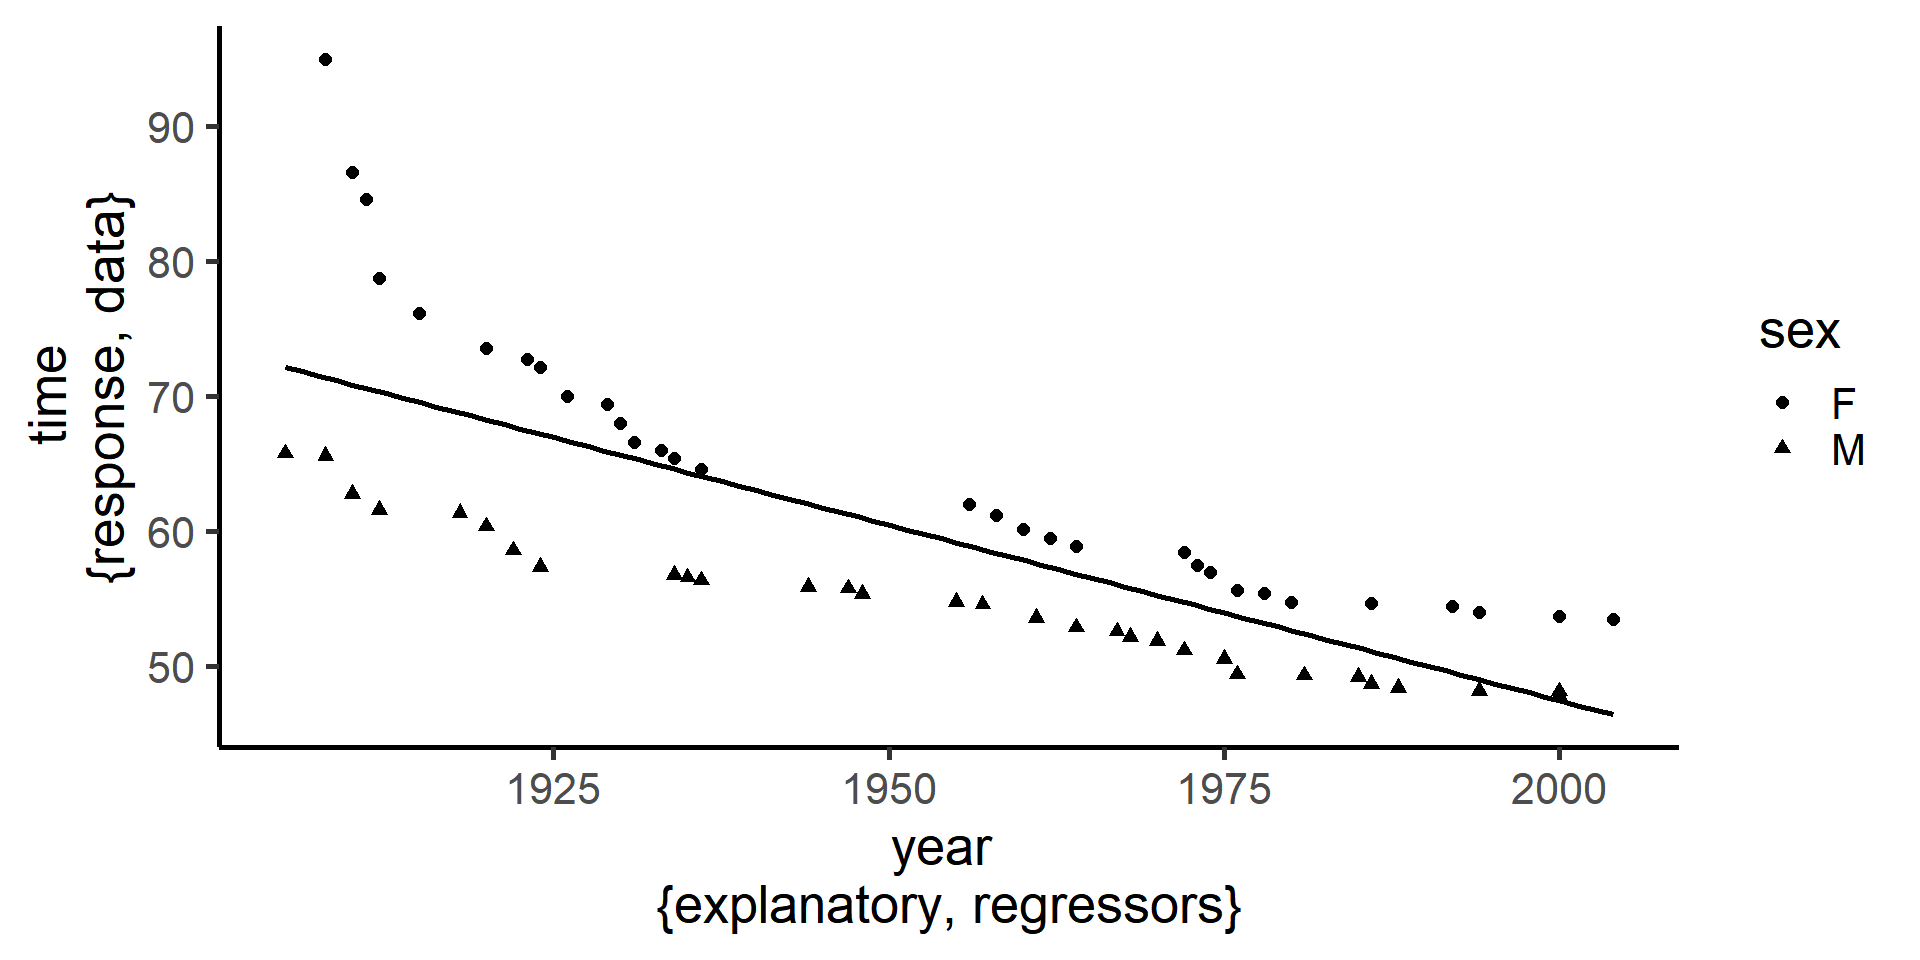 time
{response, data}
90
80
70
60
50
1925
1950
1975
2000
year
{explanatory, regressors}
sex
F
M